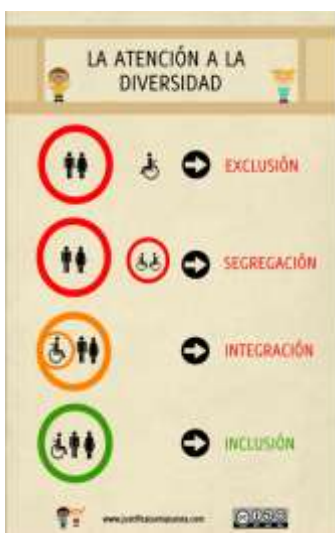 LA ATENCIÓN A LA
DIVERSIDAD
EXCLUSIÓN
SEGREGACIÓN
INTEGRACIÓN
INCLUSIÓN